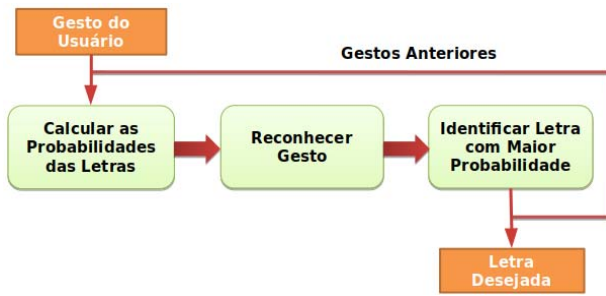 Gesto do
Usuário
Gestos Anteriores
Calcular as
Probabilidades
das Letras
Reconhecer
Gesto
Identificar Letra
com Maior
Probabilidade
Letra
Desejada